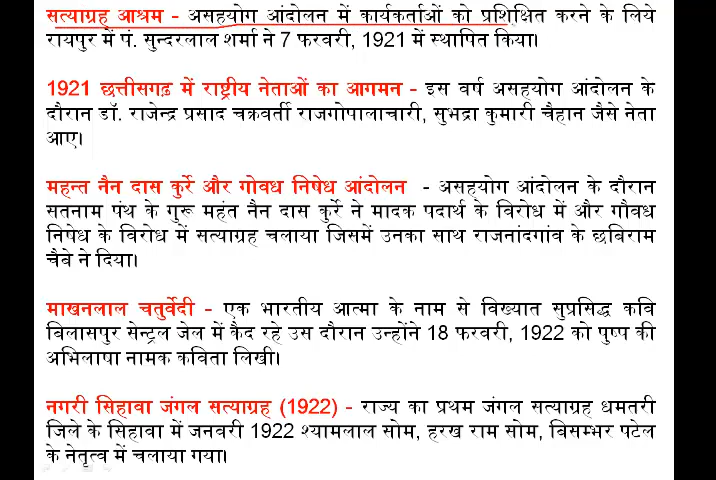 सत्याग्रह आश्रम - असहयोग आंदोलन में कार्यकर्ताओं को प्रशिक्षित करने के लिये
रायपुर में पं. सुन्दरलाल शर्मा ने 7 फरवरी, 1921 में स्थापित किया।
1921 छत्तीसगढ़ में राष्ट्रीय नेताओं का आगमन - इस वर्ष असहयोग आंदोलन के
दौरान डॉ. राजेन्द्र प्रसाद चक्रवर्ती राजगोपालाचारी, सुभद्रा कुमारी चैहान जैसे नेता
आए।
महन्त नैन दास कुर्रे और गोवध निषेध आंदोलन - असहयोग आंदोलन के दौरान
सतनाम पंथ के गुरू महंत नैन दास कुर्रे ने मादक पदार्थ के विरोध में और गौवध
निषेध के विरोध में सत्याग्रह चलाया जिसमें उनका साथ राजनांदगांव के छबिराम
चैबे ने दिया।
माखनलाल चतुर्वेदी - एक भारतीय आत्मा के नाम से विख्यात सुप्रसिद्ध कवि
बिलासपुर सेन्ट्रल जेल में कैद रहे उस दौरान उन्होंने 18 फरवरी, 1922 को पुष्प की
अभिलाषा नामक कविता लिखी।
नगरी सिहावा जंगल सत्याग्रह (1922) - राज्य का प्रथम जंगल सत्याग्रह धमतरी
जिले के सिहावा में जनवरी 1922 श्यामलाल सोम, हरख राम सोम, बिसम्भर पटेल
के नेतृत्व में चलाया गया।